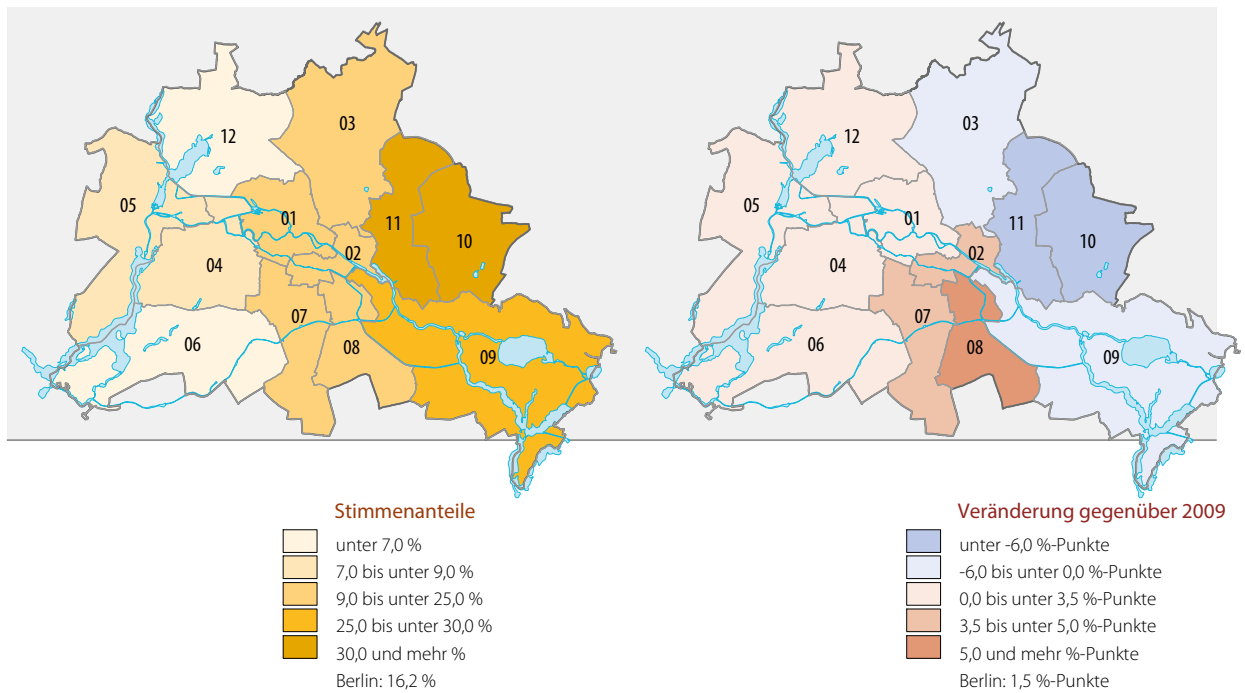 03
12
05
01
11
02
10
04
07
06
08
09
Stimmenanteile
unter 7,0 %
7,0 bis unter 9,0 %
9,0 bis unter 25,0 %
25,0 bis unter 30,0 %
30,0 und mehr %
Berlin: 16,2 %
03
12
05
01
11
02
10
04
07
06
08
09
Veränderung gegenüber 2009
unter -6,0 %-Punkte
-6,0 bis unter 0,0 %-Punkte
0,0 bis unter 3,5 %-Punkte
3,5 bis unter 5,0 %-Punkte
5,0 und mehr %-Punkte
Berlin: 1,5 %-Punkte